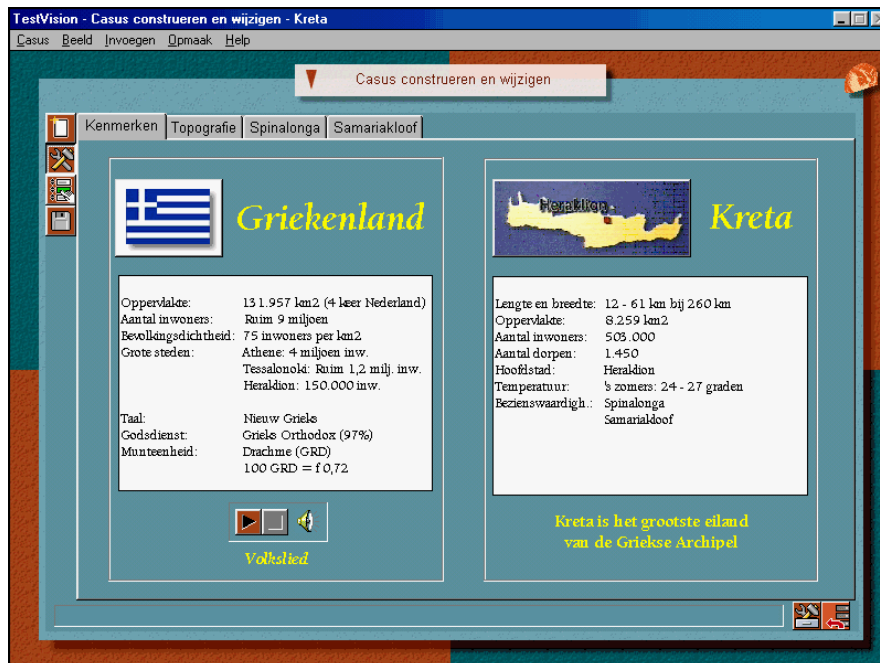 TestVision - Casus construeren en wijzigen - Kreta
Casus Beeld Invoegen Opmaak Help
Casus construeren en wijzigen
Kenmerken Topografie Spinalonga Samariakloof
Griekenland
Oppervlakte: 131.957 km2 (4 keer Nederland)
Aantal inwoners: Ruim 9 miljoen
Bevolkingsdichtheid: 75 inwoners per km2
Grote steden: Athene: 4 miljoen inw.
Tessalonoki: Ruim 1,2 milj. inw.
Heraklion: 150.000 inw.
Taal: Nieuw Grieks
Godsdienst: Grieks Orthodox (97%)
Munteenheid: Drachme (GRD)
100 GRD = f 0,72
Volkslied
Heraklion
Kreta
Lengte en breedte: 12 - 61 km bij 260 km
Oppervlakte: 8.259 km2
Aantal inwoners: 503.000
Aantal dorpen: 1.450
Hoofdstad: Heraklion
Temperatuur: 's zomers: 24 - 27 graden
Bezienswaardigh.: Spinalonga
Samariakloof
Kreta is het grootste eiland
van de Griekse Archipel